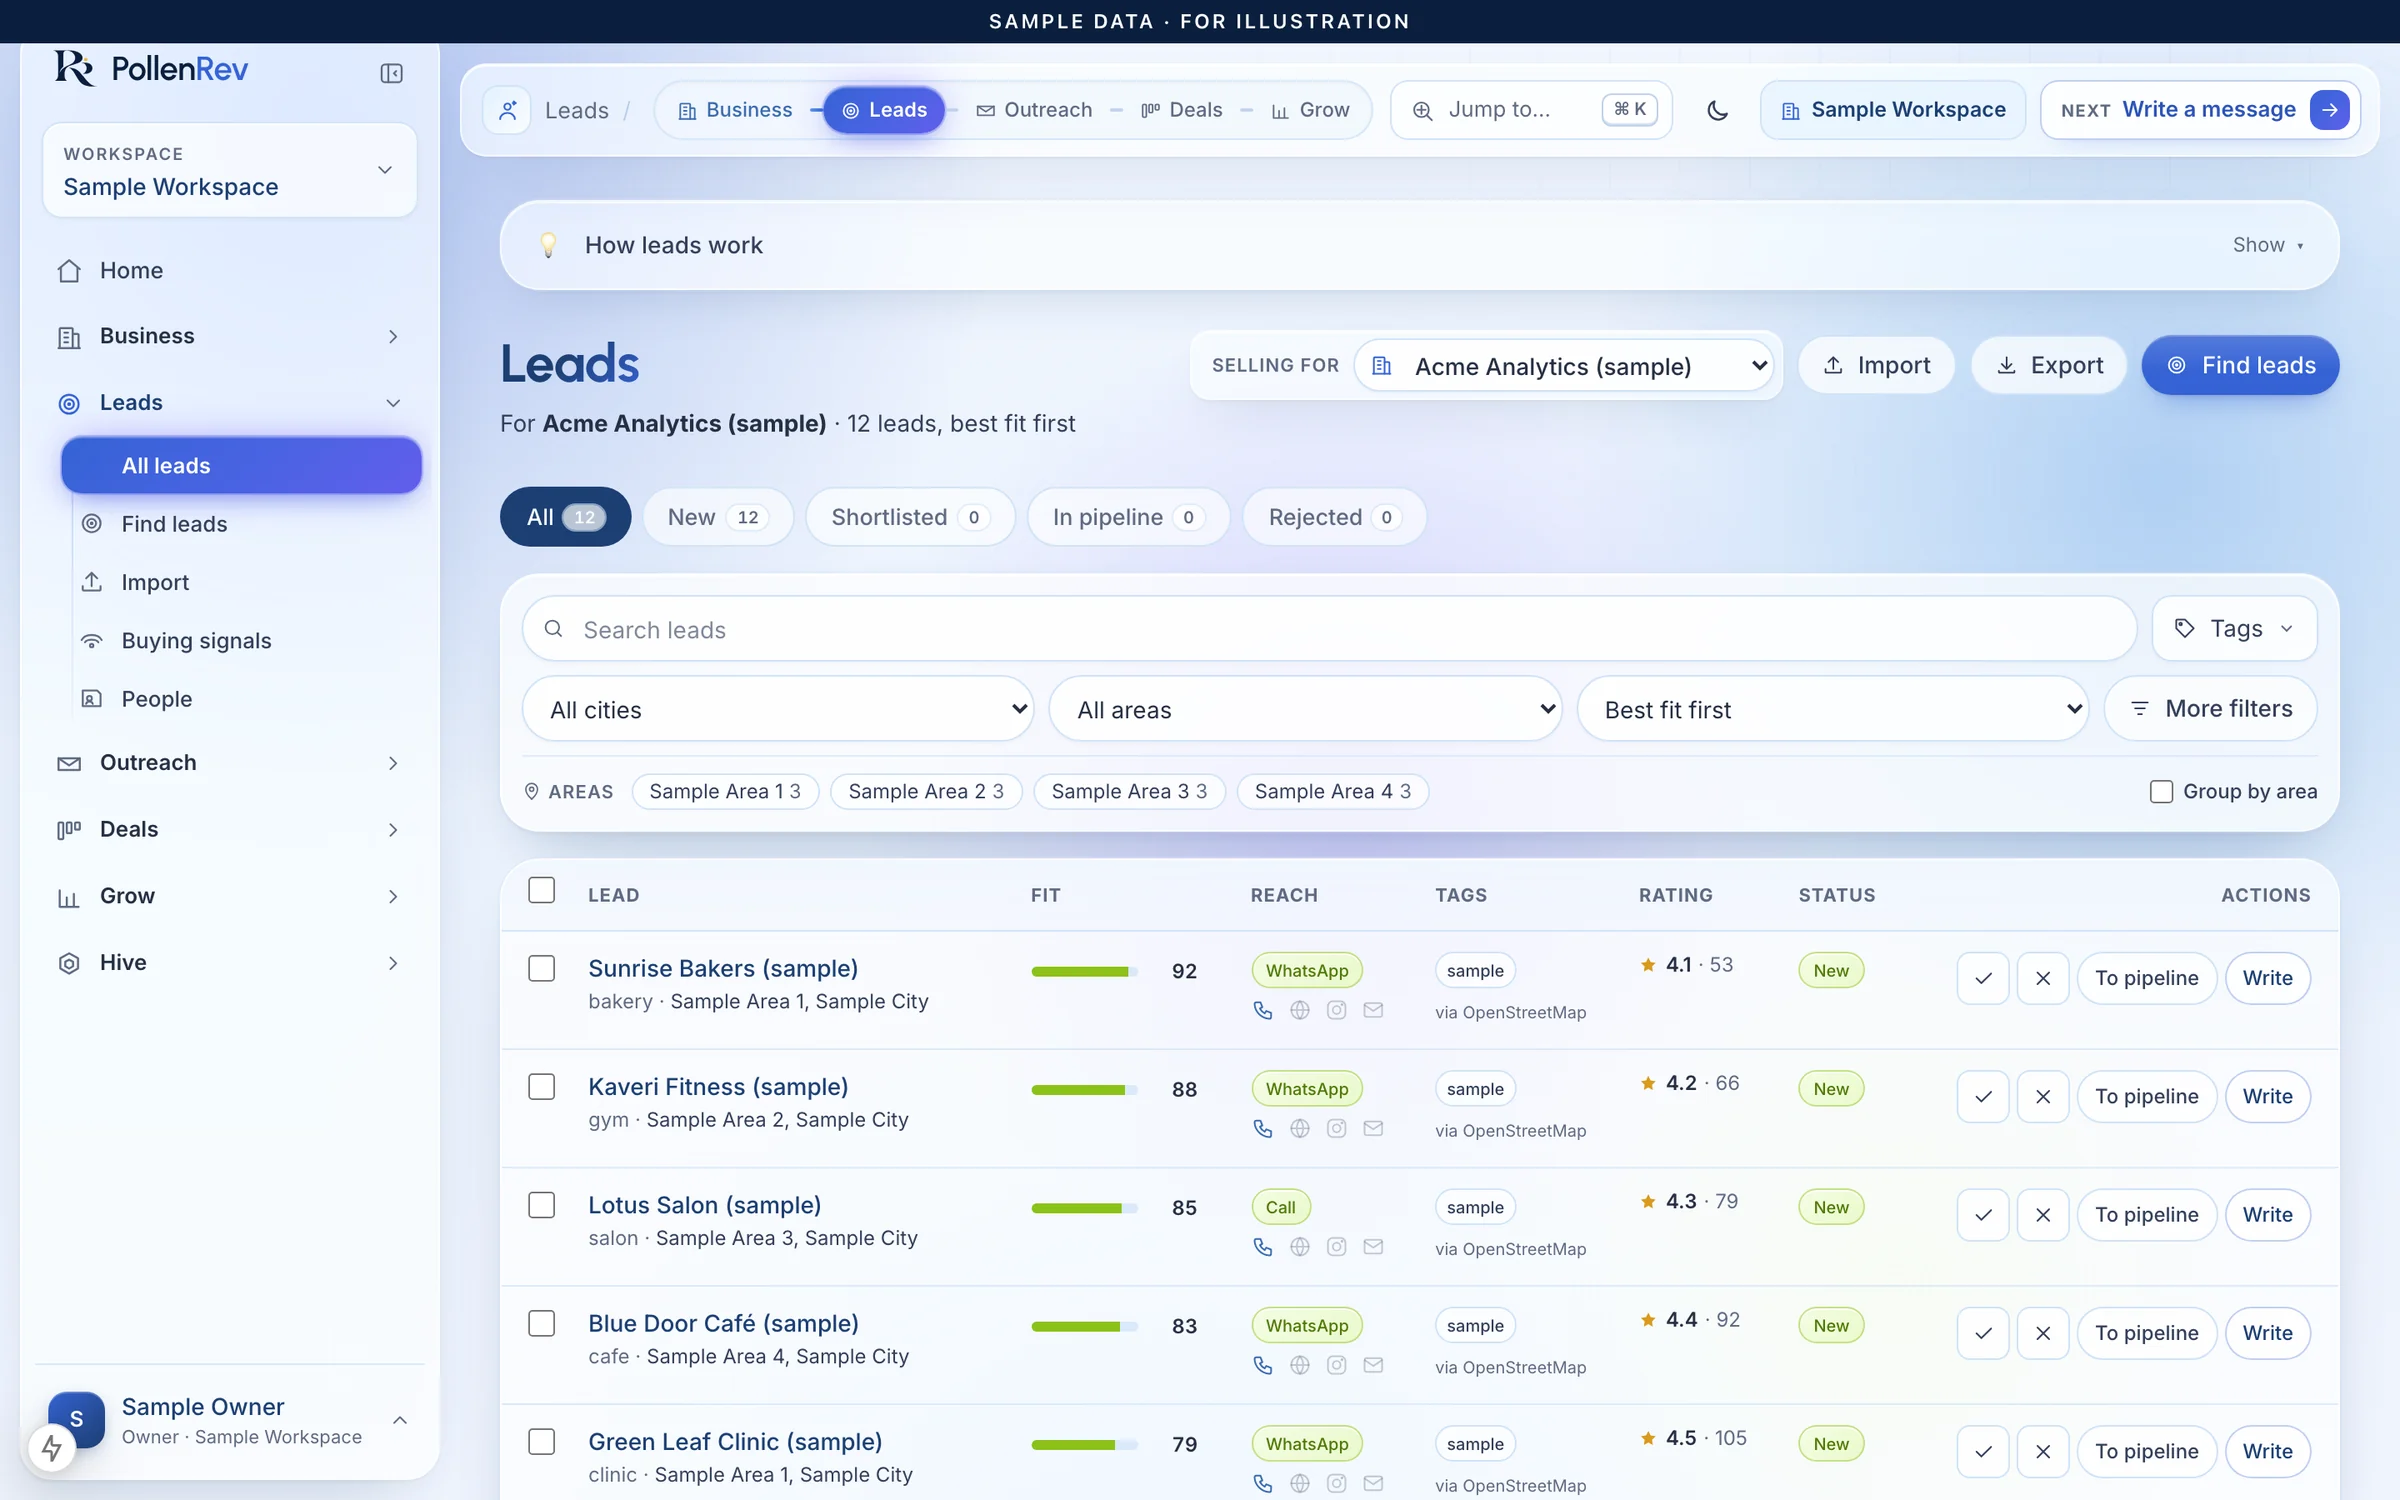 SAMPLE DATA · FOR ILLUSTRATION
PollenRev
WORKSPACE
Sample Workspace
Home
Business
Leads
All leads
Find leads
Import
Buying signals
People
Outreach
Deals
Grow
Hive
S
Sample Owner
Owner · Sample Workspace
Leads /
Business
Leads
Outreach
Deals
Grow
Jump to...
⌘ K
Sample Workspace
NEXT Write a message
How leads work
Show
Leads
For Acme Analytics (sample) · 12 leads, best fit first
SELLING FOR
Acme Analytics (sample)
Import
Export
Find leads
All 12
New 12
Shortlisted 0
In pipeline 0
Rejected 0
Search leads
Tags
All cities
All areas
Best fit first
More filters
AREAS
Sample Area 1 3
Sample Area 2 3
Sample Area 3 3
Sample Area 4 3
Group by area
LEAD FIT REACH TAGS RATING STATUS ACTIONS
Sunrise Bakers (sample) 92 WhatsApp sample 4.1 · 53 New To pipeline Write
bakery · Sample Area 1, Sample City via OpenStreetMap
Kaveri Fitness (sample) 88 WhatsApp sample 4.2 · 66 New To pipeline Write
gym · Sample Area 2, Sample City via OpenStreetMap
Lotus Salon (sample) 85 Call sample 4.3 · 79 New To pipeline Write
salon · Sample Area 3, Sample City via OpenStreetMap
Blue Door Café (sample) 83 WhatsApp sample 4.4 · 92 New To pipeline Write
cafe · Sample Area 4, Sample City via OpenStreetMap
Green Leaf Clinic (sample) 79 WhatsApp sample 4.5 · 105 New To pipeline Write
clinic · Sample Area 1, Sample City via OpenStreetMap